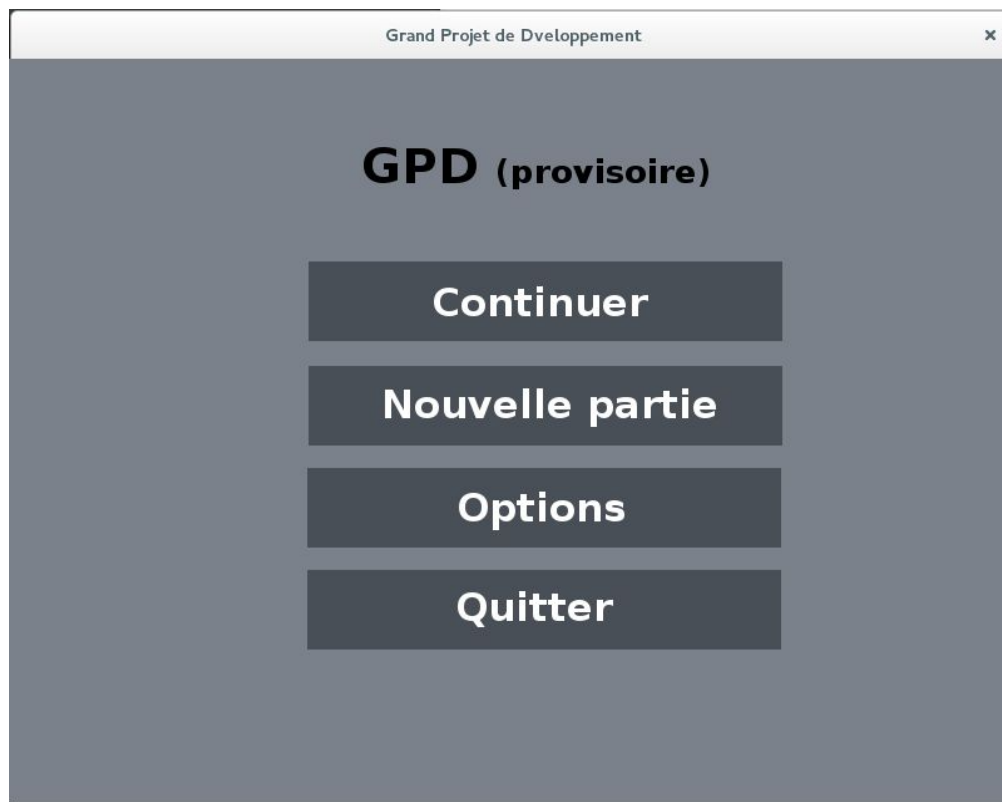 Grand Projet de Dveloppement
GPD (provisoire)
Continuer
Nouvelle partie
Options
Quitter